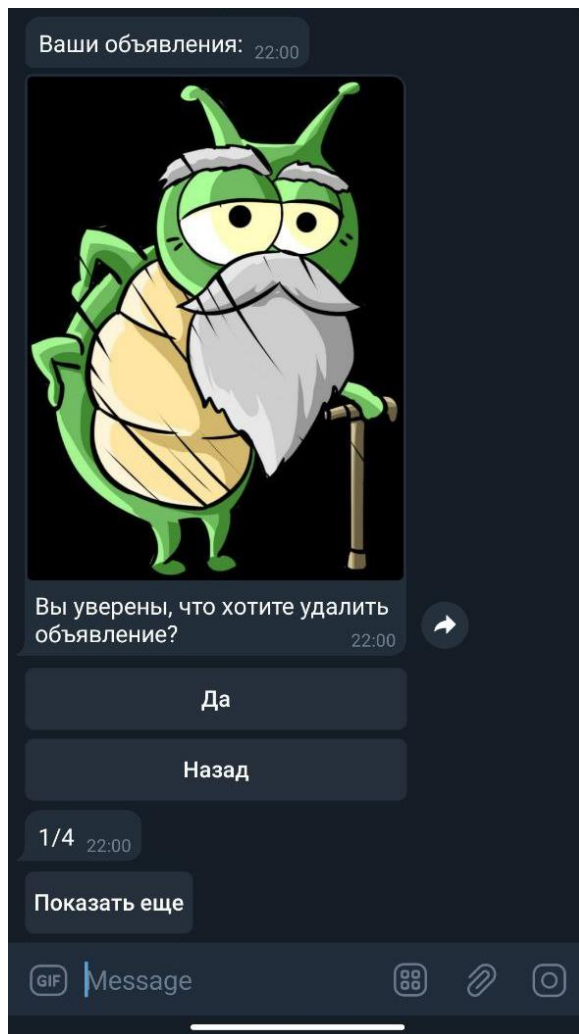 Ваши объявления: 22:00
Вы уверены, что хотите удалить
объявление? 22:00
Да
Назад
1/4 22:00
Показать еще
GIF Message